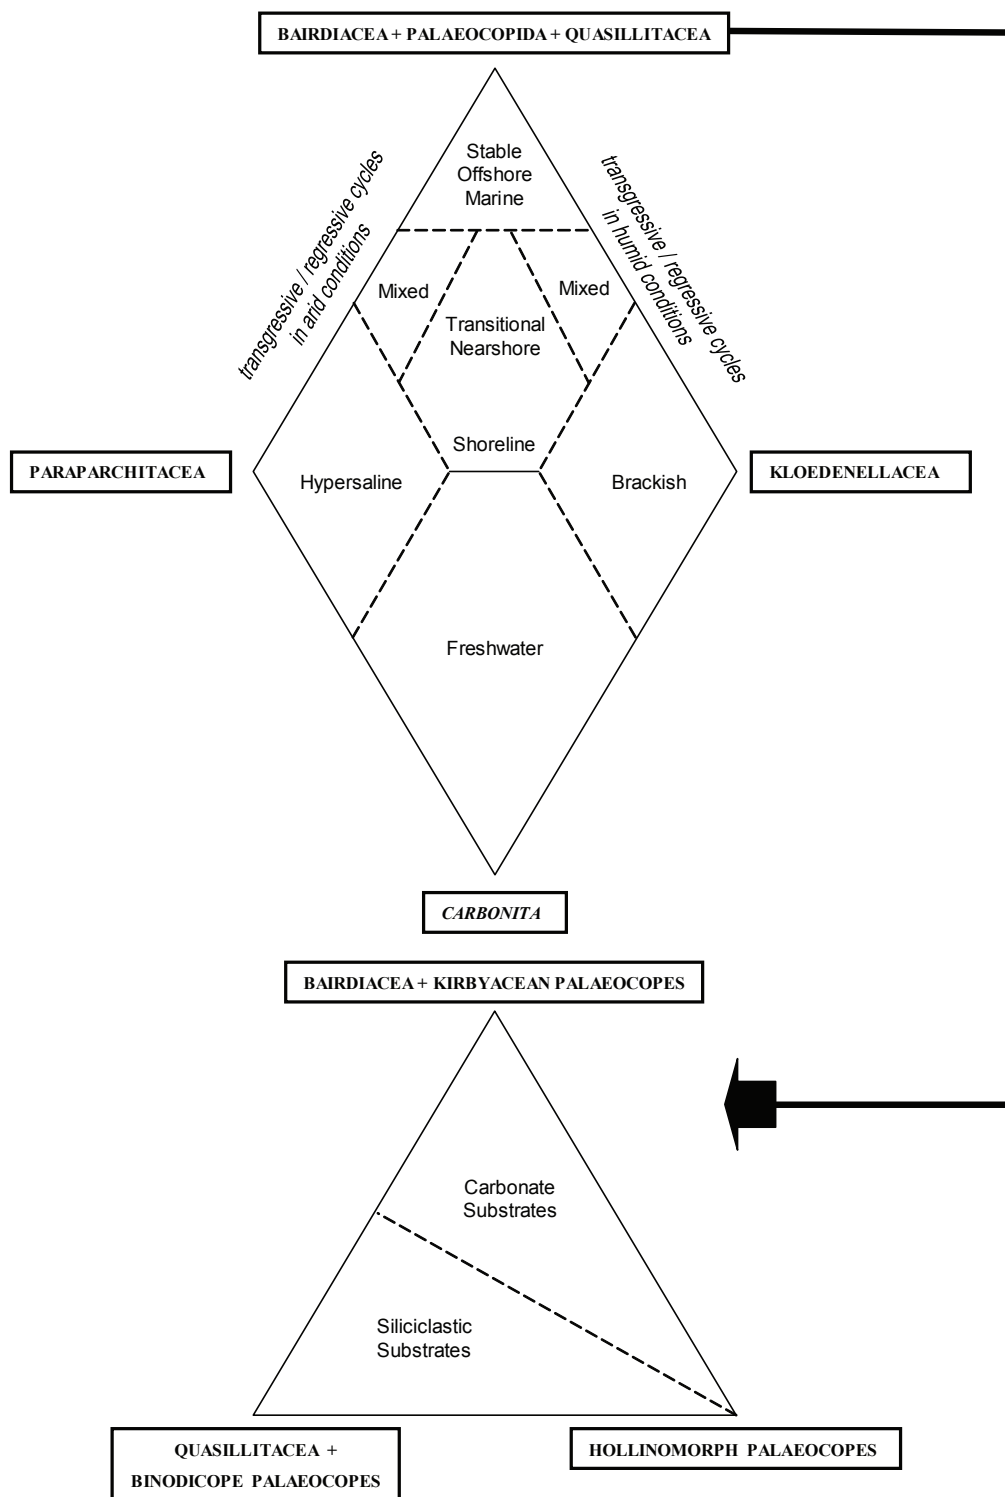 BAIRDIACEA + PALAEOCOPIDA + QUASILLITACEA
Stable
Offshore
Marine
transgressive / regressive cycles
in arid conditions
transgressive / regressive cycles
in humid conditions
Mixed
Mixed
Transitional
Nearshore
Shoreline
PARAPARCHITACEA
KLOEDENELLACEA
Hypersaline
Brackish
Freshwater
CARBONITA
BAIRDIACEA + KIRBYACEAN PALAEOCOPES
Carbonate
Substrates
Siliciclastic
Substrates
QUASILLITACEA +
BINODICOPE PALAEOCOPES
HOLLINOMORPH PALAEOCOPES